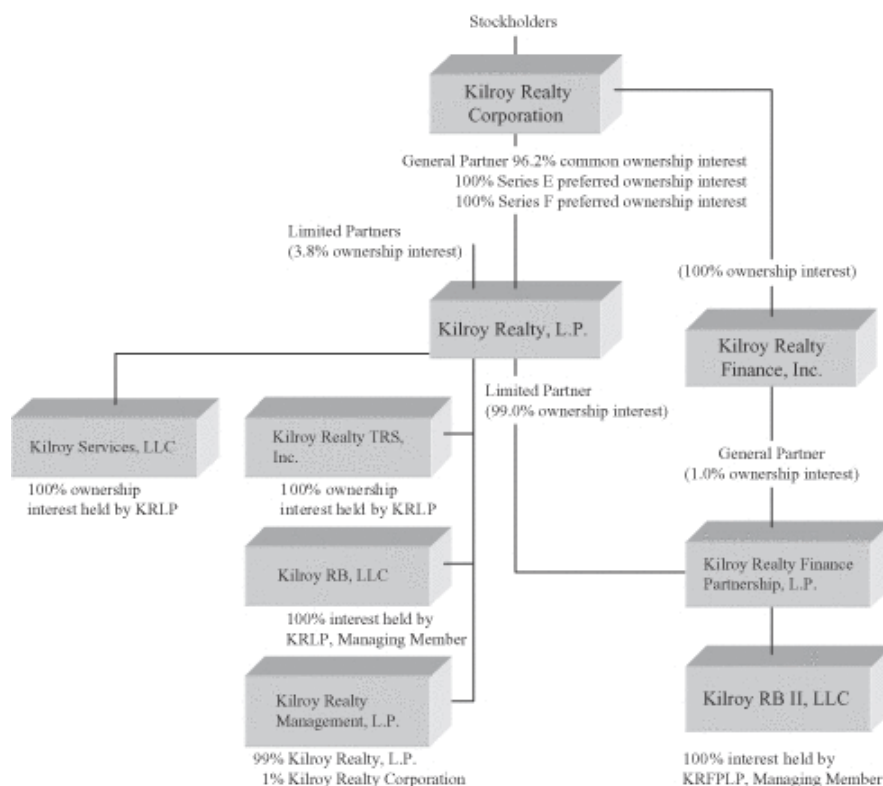 Stockholders
Kilroy Realty
Corporation
General Partner 96.2% common ownership interest
100% Series E preferred ownership interest
100% Series F preferred ownership interest
Limited Partners
(3.8% ownership interest)
(100% ownership interest)
Kilroy Realty, L.P.
Kilroy Realty
Finance, Inc.
Limited Partner
(99.0% ownership interest)
Kilroy Services, LLC
100% ownership
interest held by KRLP
Kilroy Realty TRS,
Inc.
100% ownership
interest held by KRLP
General Partner
(1.0% ownership interest)
Kilroy RB, LLC
100% interest held by
KRLP, Managing Member
Kilroy Realty Finance
Partnership, L.P.
Kilroy Realty
Management, L.P.
99% Kilroy Realty, L.P.
1% Kilroy Realty Corporation
Kilroy RB II, LLC
100% interest held by
KRFPLP, Managing Member